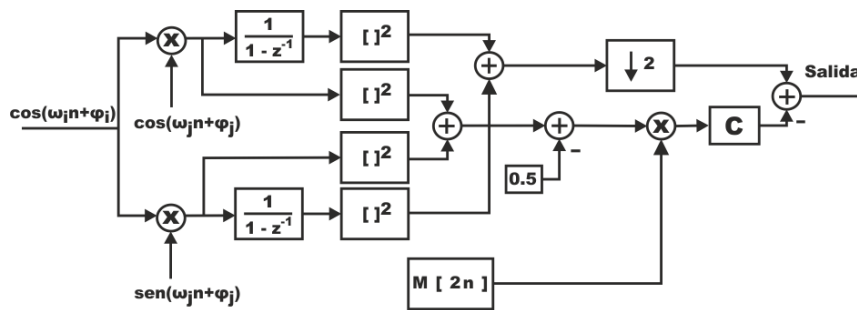 1
1 - z⁻¹
[ ]²
x
↓ 2
+
Salida
[ ]²
cos(ωᵢn+φᵢ)
cos(ωⱼn+φⱼ)
+
+
x
C
+
-
-
[ ]²
0.5
x
1
1 - z⁻¹
[ ]²
M [ 2n ]
sen(ωⱼn+φⱼ)